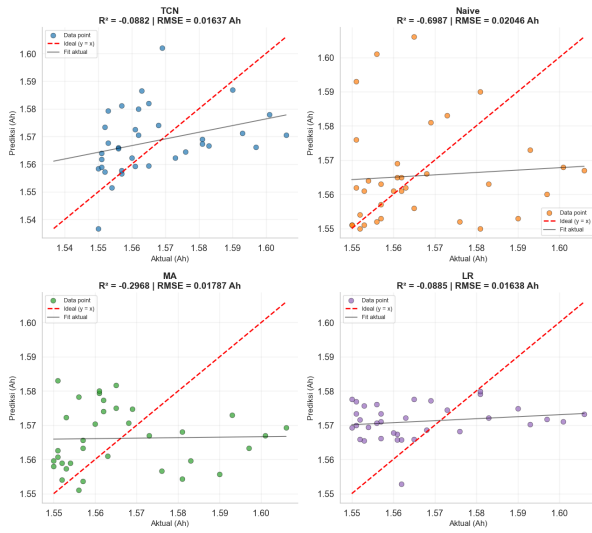 TCN
R² = -0.0882 | RMSE = 0.01637 Ah
Data point
Ideal (y = x)
Fit aktual
Prediksi (Ah)
1.60
1.59
1.58
1.57
1.56
1.55
1.54
1.54 1.55 1.56 1.57 1.58 1.59 1.60
Aktual (Ah)
Naive
R² = -0.6987 | RMSE = 0.02046 Ah
Prediksi (Ah)
1.60
1.59
1.58
1.57
1.56
1.55
Data point
Ideal (y = x)
Fit aktual
1.55 1.56 1.57 1.58 1.59 1.60
Aktual (Ah)
MA
R² = -0.2968 | RMSE = 0.01787 Ah
Data point
Ideal (y = x)
Fit aktual
Prediksi (Ah)
1.60
1.59
1.58
1.57
1.56
1.55
1.55 1.56 1.57 1.58 1.59 1.60
Aktual (Ah)
LR
R² = -0.0885 | RMSE = 0.01638 Ah
Data point
Ideal (y = x)
Fit aktual
Prediksi (Ah)
1.60
1.59
1.58
1.57
1.56
1.55
1.55 1.56 1.57 1.58 1.59 1.60
Aktual (Ah)